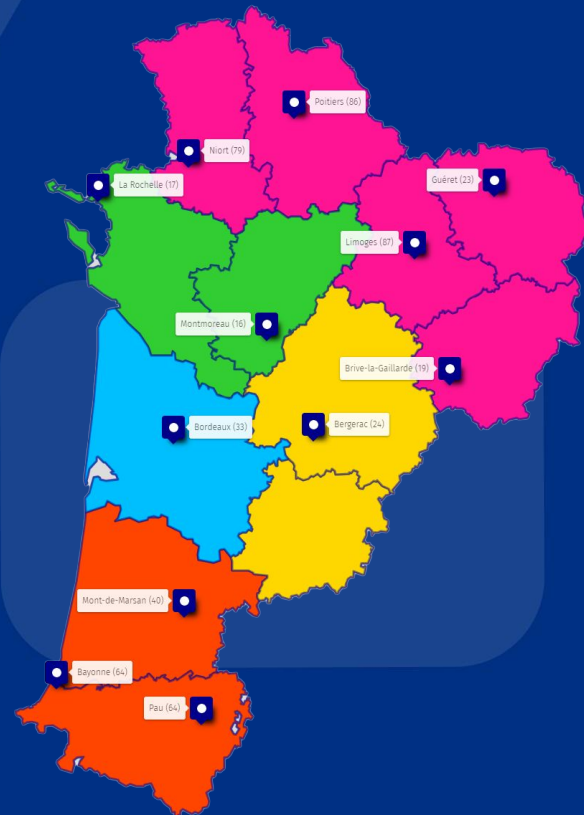 Poitiers (86)
Niort (79)
La Rochelle (17)
Guéret (23)
Limoges (87)
Montmoreau (16)
Brive-la-Gaillarde (19)
Bordeaux (33)
Bergerac (24)
Mont-de-Marsan (40)
Bayonne (64)
Pau (64)